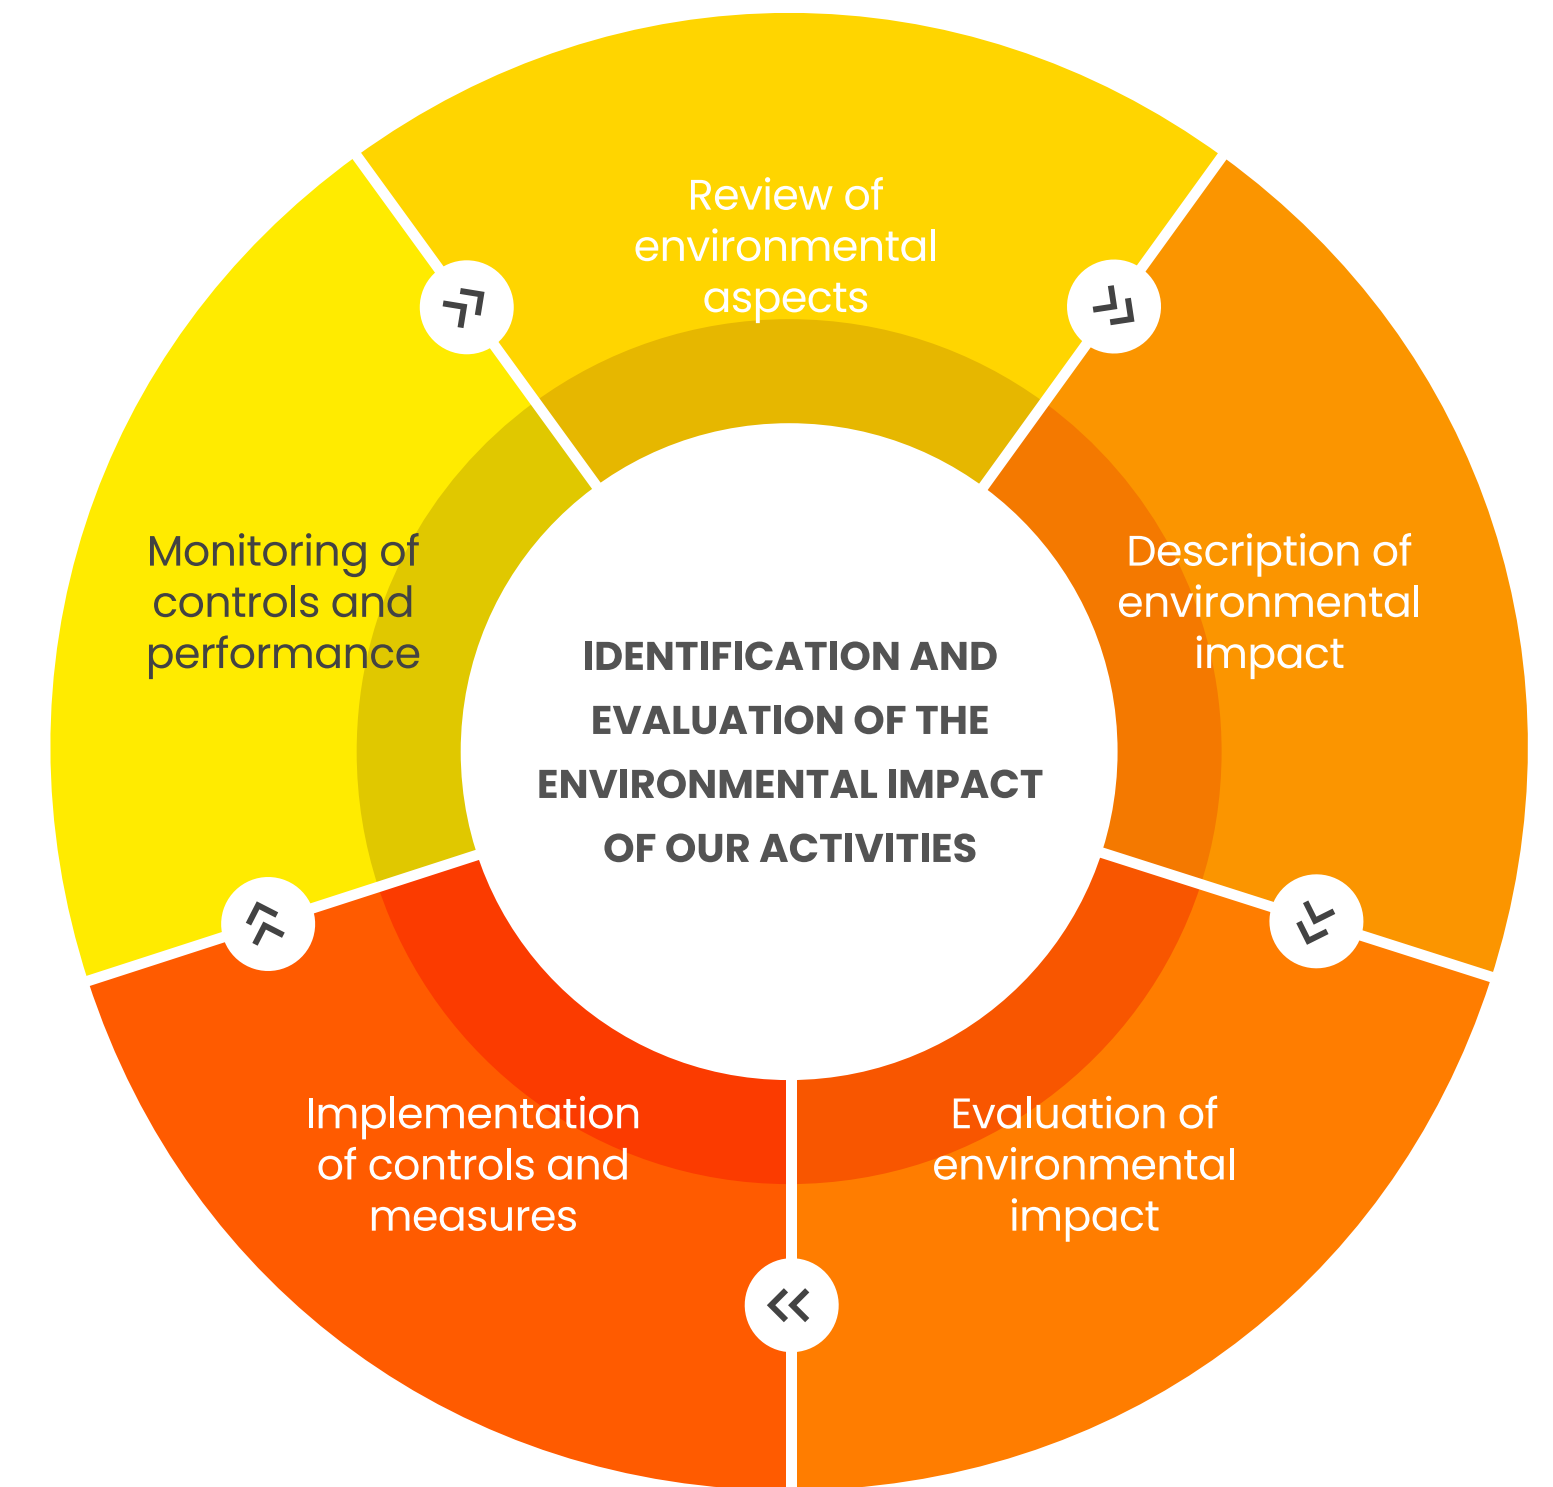 Review of
environmental
aspects
Description of
environmental
impact
Evaluation of
environmental
impact
Implementation
of controls and
measures
Monitoring of
controls and
performance
IDENTIFICATION AND
EVALUATION OF THE
ENVIRONMENTAL IMPACT
OF OUR ACTIVITIES